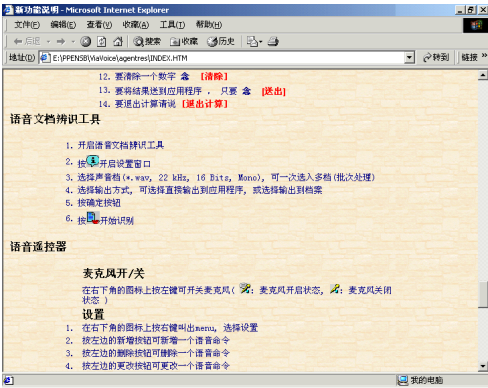 新功能说明 - Microsoft Internet Explorer
文件(F) 编辑(E) 查看(V) 收藏(A) 工具(T) 帮助(H)
后退 搜索 收藏 历史
地址(D) E:\PPENSB\ViaVoice\agentres\INDEX.HTM 转到 链接 »
12. 要清除一个数字 念 [清除]
13. 要将结果送到应用程序 . 只要 念 [送出]
14. 要退出计算请说 [退出计算]
语音文档辨识工具
1. 开启语音文档辨识工具
2. 按 开启设置窗口
3. 选择声音档(*.wav, 22 kHz, 16 Bits, Mono), 可一次选入多档(批次处理)
4. 选择输出方式, 可选择直接输出到应用程序, 或选择输出到档案
5. 按确定按钮
6. 按 开始识别
语音遥控器
麦克风开/关
在右下角的图标上按左键可开关麦克风( : 麦克风开启状态, : 麦克风关闭
状态 )
设置
1. 在右下角的图标上按右键叫出menu, 选择设置
2. 按左边的新增按钮可新增一个语音命令
3. 按左边的删除按钮可删除一个语音命令
4. 按左边的更改按钮可更改一个语音命令
我的电脑